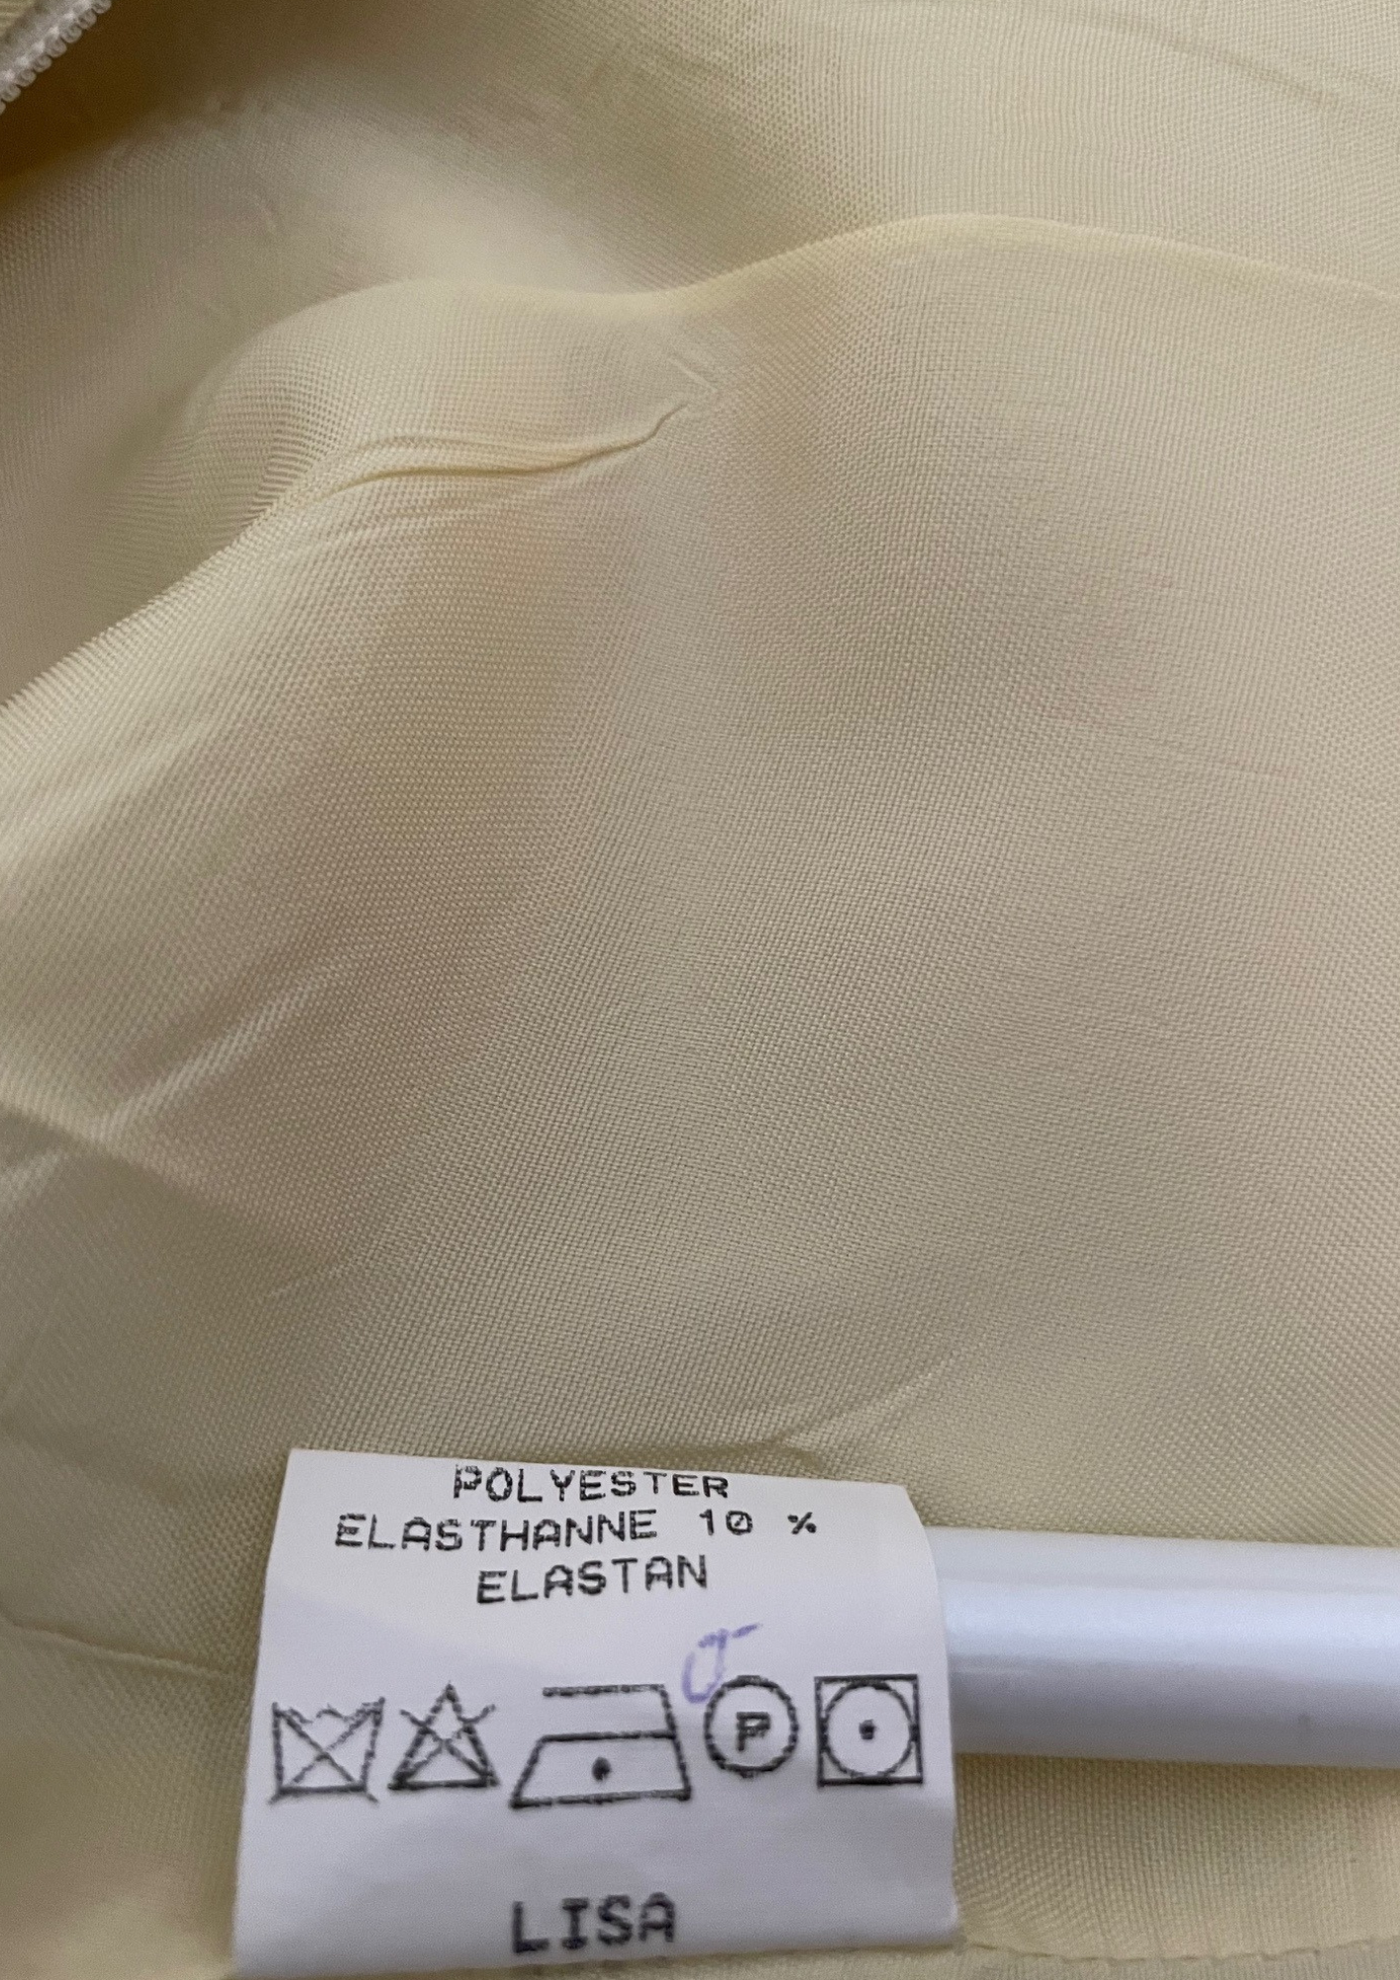 POLYESTER
ELASTHANNE 10 %
ELASTAN
P
LISA